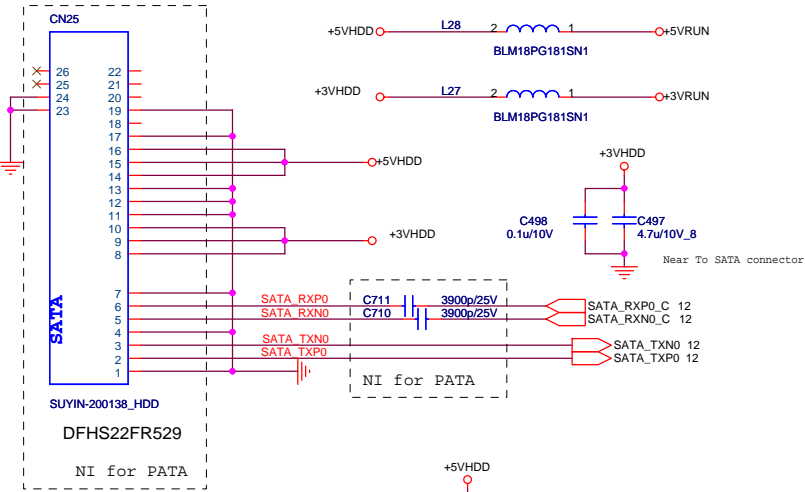 CN25
26
25
24
23
22
21
20
19
18
17
16
15
14
13
12
11
10
9
8
7
6
5
4
3
2
1
SATA
SUYIN-200138_HDD
DFHS22FR529
NI for PATA
+5VHDD
+3VHDD
SATA_RXP0
SATA_RXN0
SATA_TXN0
SATA_TXP0
C711
3900p/25V
C710
3900p/25V
NI for PATA
SATA_RXP0_C 12
SATA_RXN0_C 12
SATA_TXN0 12
SATA_TXP0 12
+5VHDD
L28
2
1
+5VRUN
BLM18PG181SN1
+3VHDD
L27
2
1
+3VRUN
BLM18PG181SN1
+3VHDD
C498
0.1u/10V
C497
4.7u/10V_8
Near To SATA connector
+5VHDD